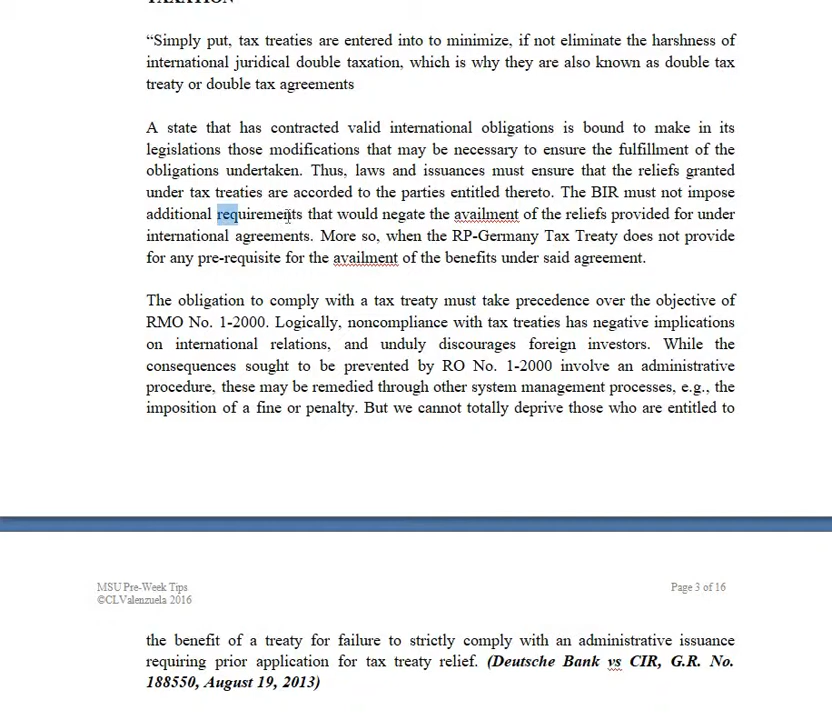 TAXATION
“Simply put, tax treaties are entered into to minimize, if not eliminate the harshness of
international juridical double taxation, which is why they are also known as double tax
treaty or double tax agreements
A state that has contracted valid international obligations is bound to make in its
legislations those modifications that may be necessary to ensure the fulfillment of the
obligations undertaken. Thus, laws and issuances must ensure that the reliefs granted
under tax treaties are accorded to the parties entitled thereto. The BIR must not impose
additional requirements that would negate the availment of the reliefs provided for under
international agreements. More so, when the RP-Germany Tax Treaty does not provide
for any pre-requisite for the availment of the benefits under said agreement.
The obligation to comply with a tax treaty must take precedence over the objective of
RMO No. 1-2000. Logically, noncompliance with tax treaties has negative implications
on international relations, and unduly discourages foreign investors. While the
consequences sought to be prevented by RO No. 1-2000 involve an administrative
procedure, these may be remedied through other system management processes, e.g., the
imposition of a fine or penalty. But we cannot totally deprive those who are entitled to
MSU Pre-Week Tips
Page 3 of 16
©CLValenzuela 2016
the benefit of a treaty for failure to strictly comply with an administrative issuance
requiring prior application for tax treaty relief. (Deutsche Bank vs CIR, G.R. No.
188550, August 19, 2013)